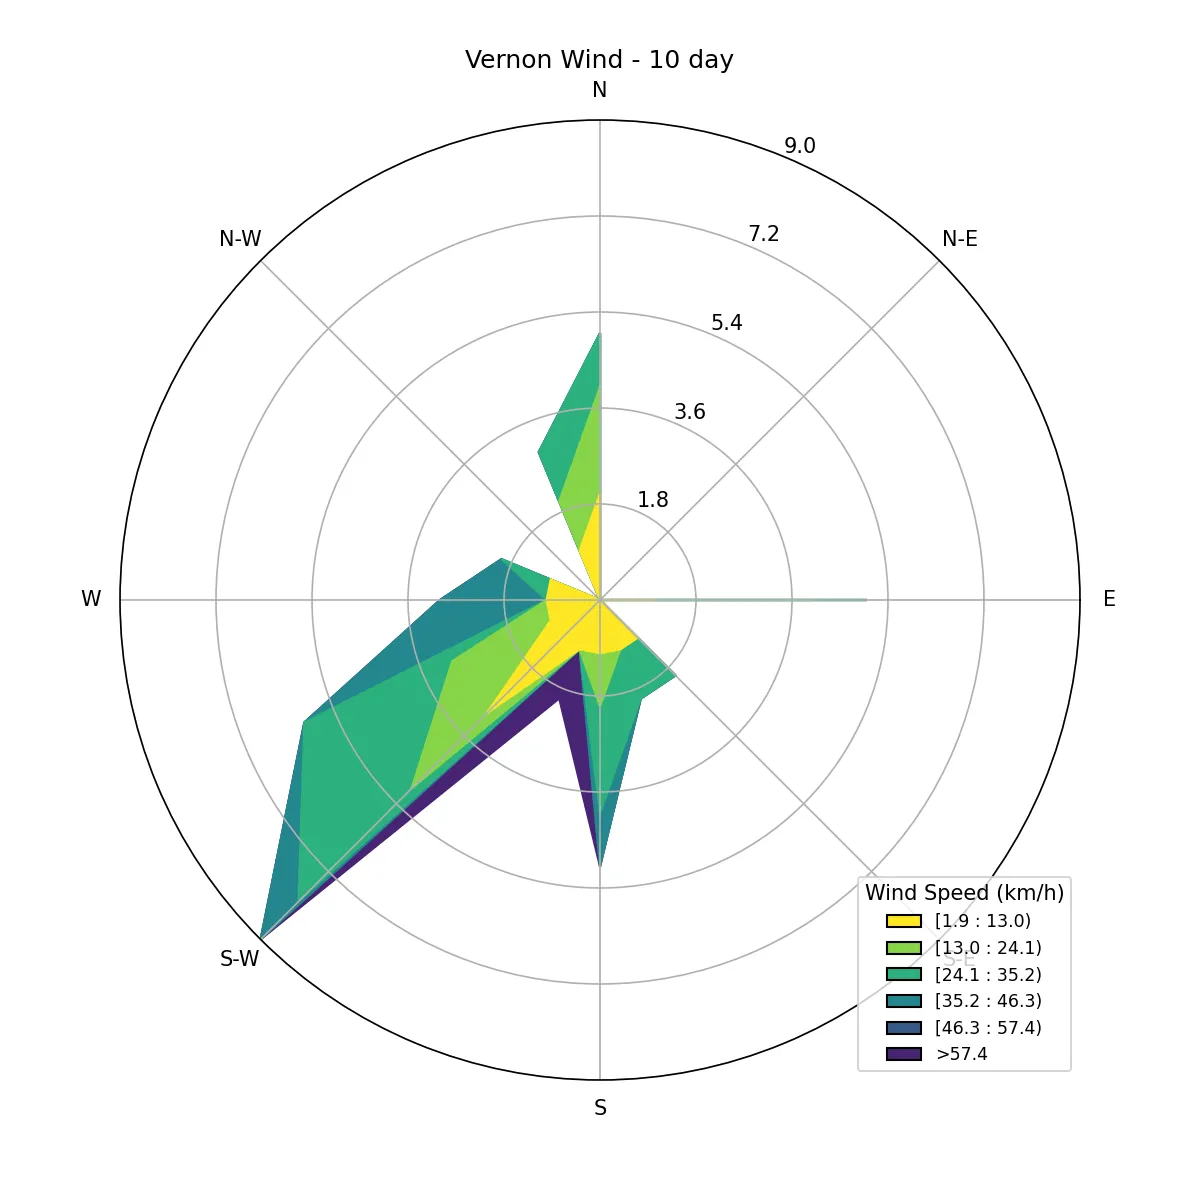 Vernon Wind - 10 day
N
9.0
7.2
N-W
N-E
5.4
3.6
1.8
W
E
Wind Speed (km/h)
[1.9 : 13.0)
[13.0 : 24.1)
S-W
S-E
[24.1 : 35.2)
[35.2 : 46.3)
[46.3 : 57.4)
>57.4
S